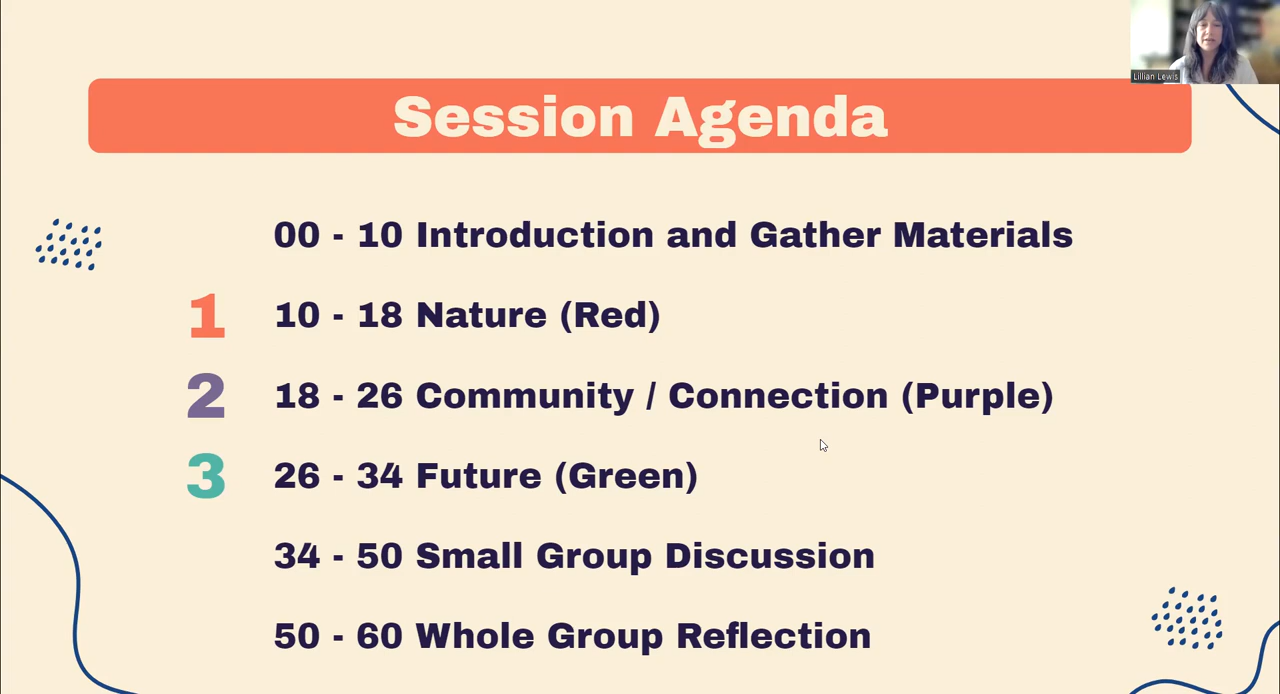 Lillian Lewis
Session Agenda
00 - 10 Introduction and Gather Materials
1 10 - 18 Nature (Red)
2 18 - 26 Community / Connection (Purple)
3 26 - 34 Future (Green)
34 - 50 Small Group Discussion
50 - 60 Whole Group Reflection